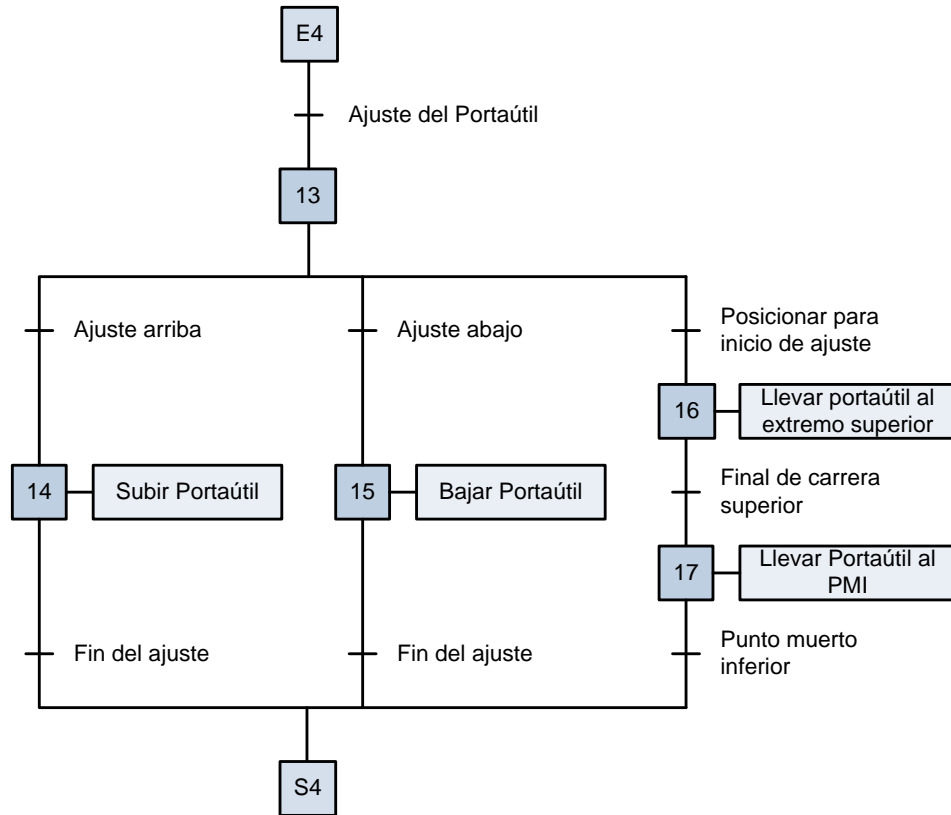 E4
Ajuste del Portaútil
13
Ajuste arriba
Ajuste abajo
Posicionar para
inicio de ajuste
16
Llevar portaútil al
extremo superior
14
Subir Portaútil
15
Bajar Portaútil
Final de carrera
superior
17
Llevar Portaútil al
PMI
Fin del ajuste
Fin del ajuste
Punto muerto
inferior
S4